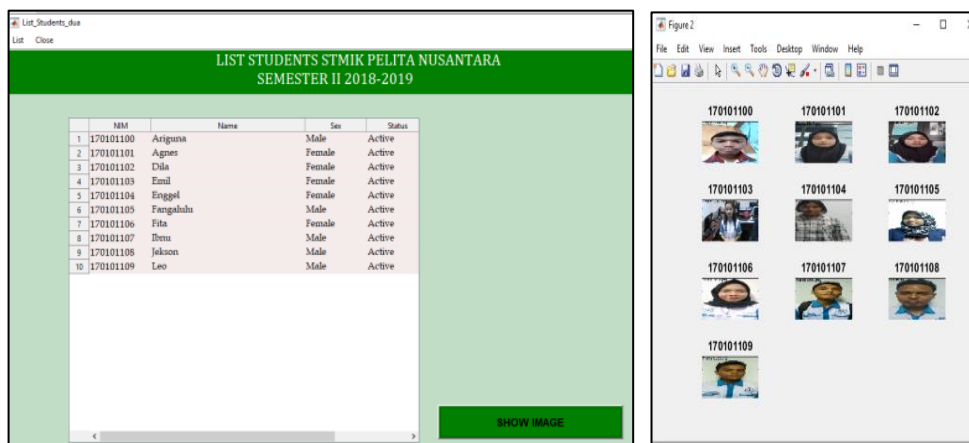 List_Students_dua
List Close
LIST STUDENTS STMIK PELITA NUSANTARA
SEMESTER II 2018-2019
NIM Name Sex Status
1 170101100 Ariguna Male Active
2 170101101 Agnes Female Active
3 170101102 Dila Female Active
4 170101103 Emil Female Active
5 170101104 Enggel Female Active
6 170101105 Fangalulu Male Active
7 170101106 Fita Female Active
8 170101107 Ibnu Male Active
9 170101108 Jekson Male Active
10 170101109 Leo Male Active
SHOW IMAGE
Figure 2
File Edit View Insert Tools Desktop Window Help
170101100 170101101 170101102
170101103 170101104 170101105
170101106 170101107 170101108
170101109